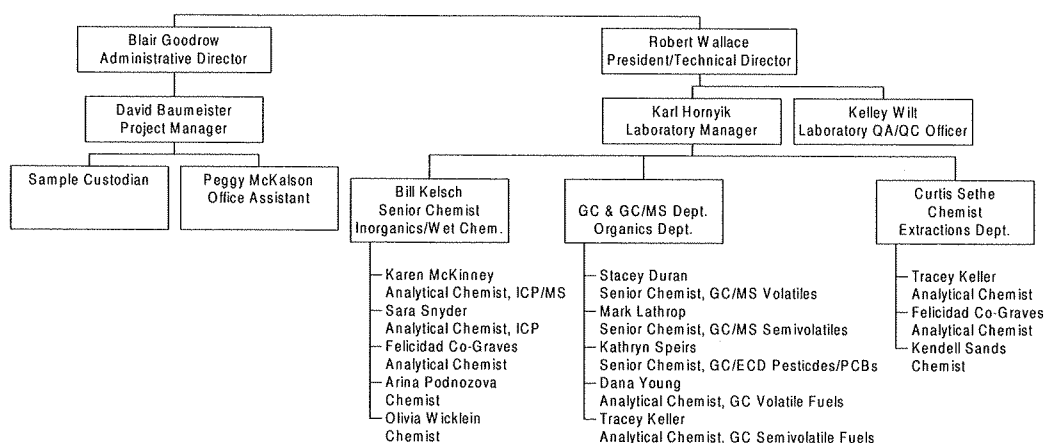 Blair Goodrow
Administrative Director
Robert Wallace
President/Technical Director
David Baumeister
Project Manager
Karl Hornyik
Laboratory Manager
Kelley Wilt
Laboratory QA/QC Officer
Sample Custodian
Peggy McKalson
Office Assistant
Bill Kelsch
Senior Chemist
Inorganics/Wet Chem.
GC & GC/MS Dept.
Organics Dept.
Curtis Sethe
Chemist
Extractions Dept.
Karen McKinney
Analytical Chemist, ICP/MS
Sara Snyder
Analytical Chemist, ICP
Felicidad Co-Graves
Analytical Chemist
Arina Podnozova
Chemist
Olivia Wicklein
Chemist
Stacey Duran
Senior Chemist, GC/MS Volatiles
Mark Lathrop
Senior Chemist, GC/MS Semivolatiles
Kathryn Speirs
Senior Chemist, GC/ECD Pesticdes/PCBs
Dana Young
Analytical Chemist, GC Volatile Fuels
Tracey Keller
Analytical Chemist, GC Semivolatile Fuels
Tracey Keller
Analytical Chemist
Felicidad Co-Graves
Analytical Chemist
Kendell Sands
Chemist